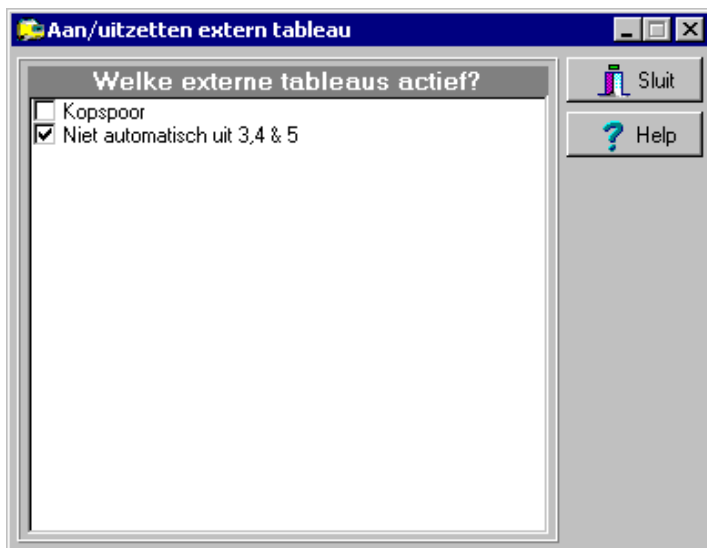 Aan/uitzetten extern tableau
Welke externe tableaus actief?
Kopspoor
Niet automatisch uit 3,4 & 5
Sluit
Help